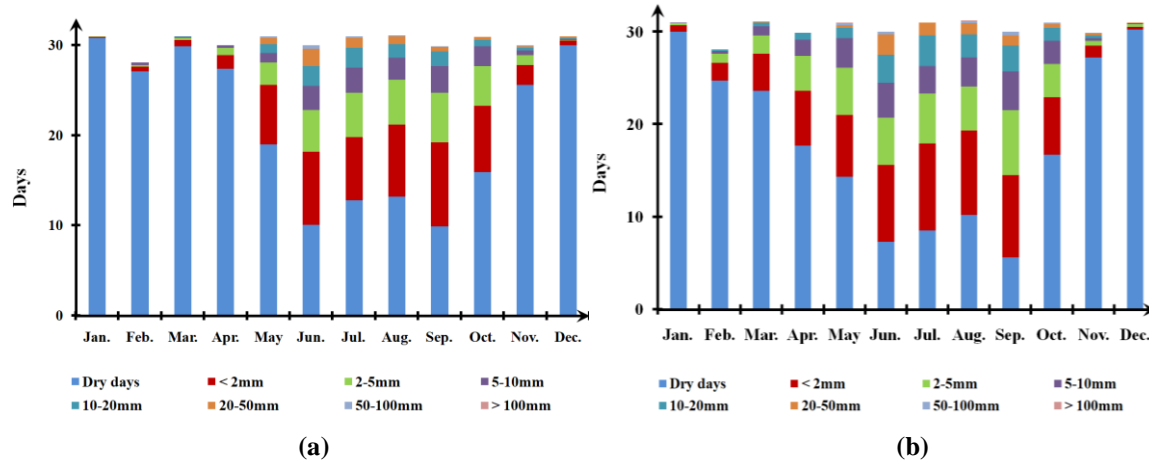 30
20
10
0
Days
Jan. Feb. Mar. Apr. May Jun. Jul. Aug. Sep. Oct. Nov. Dec.
Dry days < 2mm 2-5mm 5-10mm
10-20mm 20-50mm 50-100mm > 100mm
(a)
30
20
10
0
Days
Jan. Feb. Mar. Apr. May Jun. Jul. Aug. Sep. Oct. Nov. Dec.
Dry days < 2mm 2-5mm 5-10mm
10-20mm 20-50mm 50-100mm > 100mm
(b)